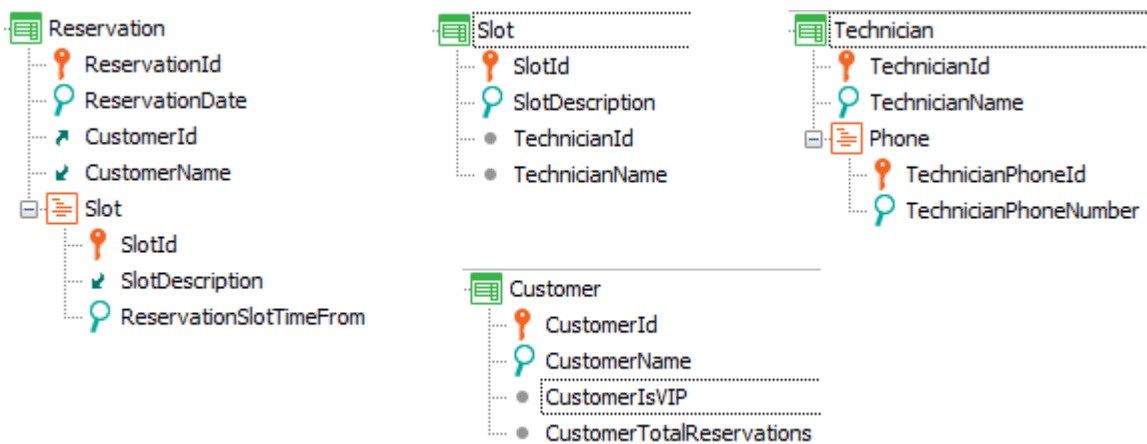 Reservation
ReservationId
ReservationDate
CustomerId
CustomerName
Slot
SlotId
SlotDescription
ReservationSlotTimeFrom
Slot
SlotId
SlotDescription
TechnicianId
TechnicianName
Technician
TechnicianId
TechnicianName
Phone
TechnicianPhoneId
TechnicianPhoneNumber
Customer
CustomerId
CustomerName
CustomerIsVIP
CustomerTotalReservations